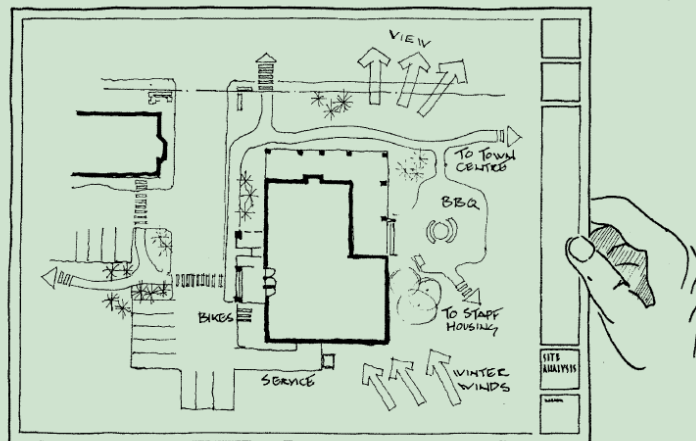 VIEW
TO TOWN
CENTRE
BBQ
TO STAFF
HOUSING
BIKES
SERVICE
WINTER
WINDS
SITE
ANALYSIS